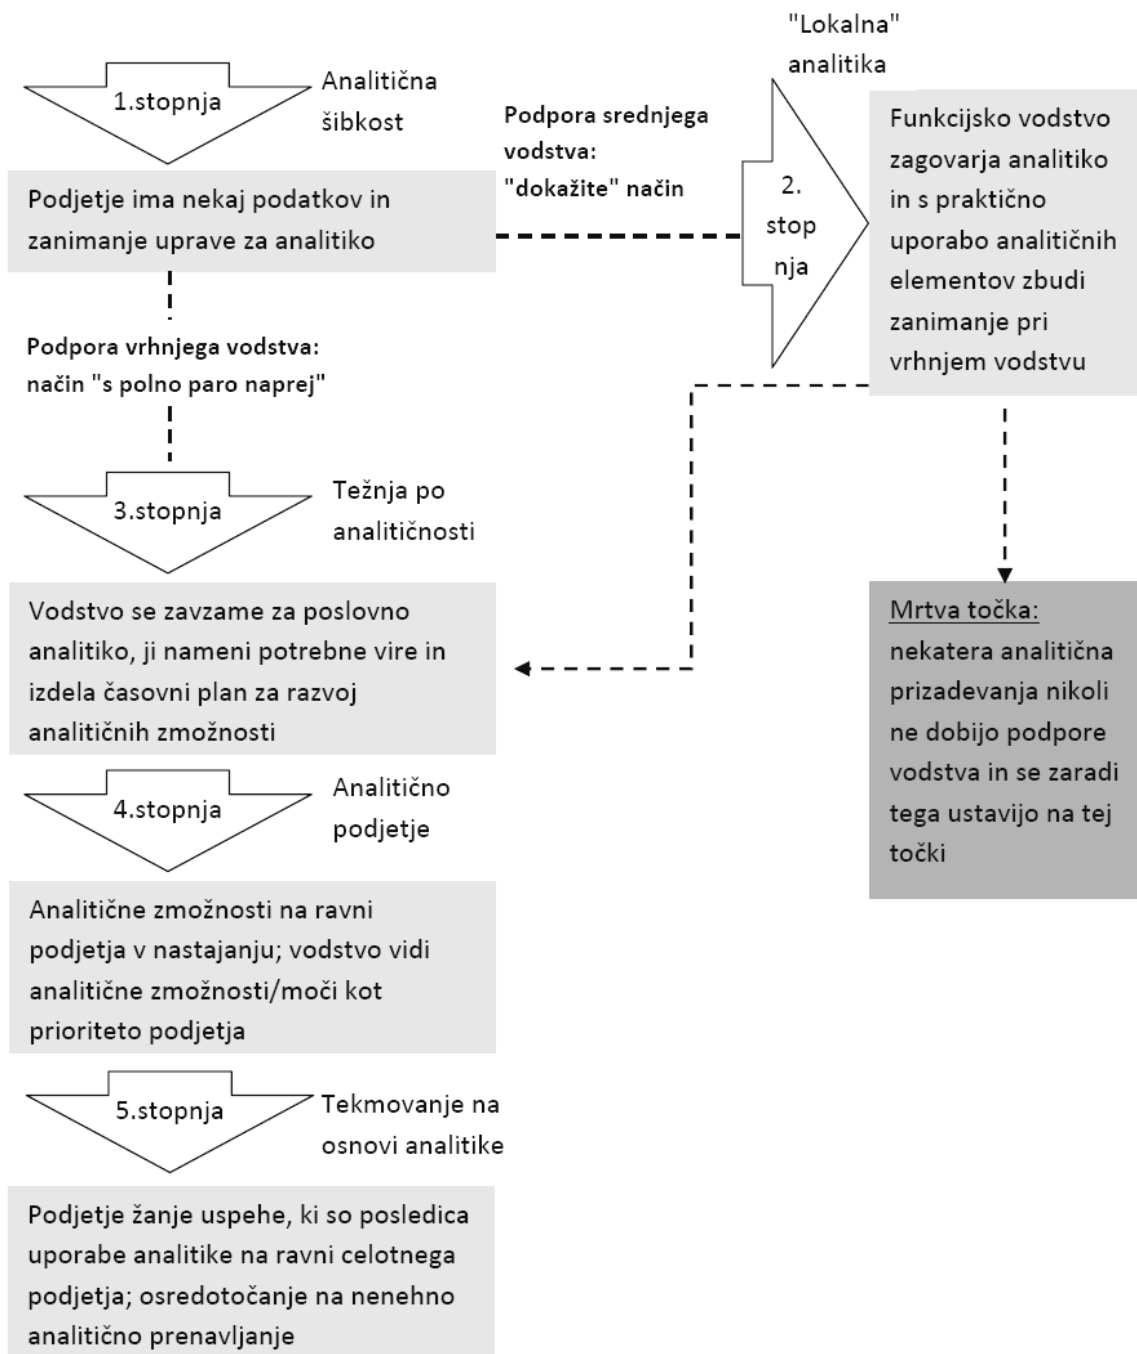 1.stopnja
Analitična
šibkost
Podjetje ima nekaj podatkov in
zanimanje uprave za analitiko
Podpora srednjega
vodstva:
"dokažite" način
"Lokalna"
analitika
2.
stop
nja
Funkcijsko vodstvo
zagovarja analitiko
in s praktično
uporabo analitičnih
elementov zbudi
zanimanje pri
vrhnjem vodstvu
Podpora vrhnjega vodstva:
način "s polno paro naprej"
3.stopnja
Težnja po
analitičnosti
Vodstvo se zavzame za poslovno
analitiko, ji nameni potrebne vire in
izdela časovni plan za razvoj
analitičnih zmožnosti
Mrtva točka:
nekatera analitična
prizadevanja nikoli
ne dobijo podpore
vodstva in se zaradi
tega ustavijo na tej
točki
4.stopnja
Analitično
podjetje
Analitične zmožnosti na ravni
podjetja v nastajanju; vodstvo vidi
analitične zmožnosti/moči kot
prioriteto podjetja
5.stopnja
Tekmovanje na
osnovi analitike
Podjetje žanje uspehe, ki so posledica
uporabe analitike na ravni celotnega
podjetja; osredotočanje na nenehno
analitično prenavljanje